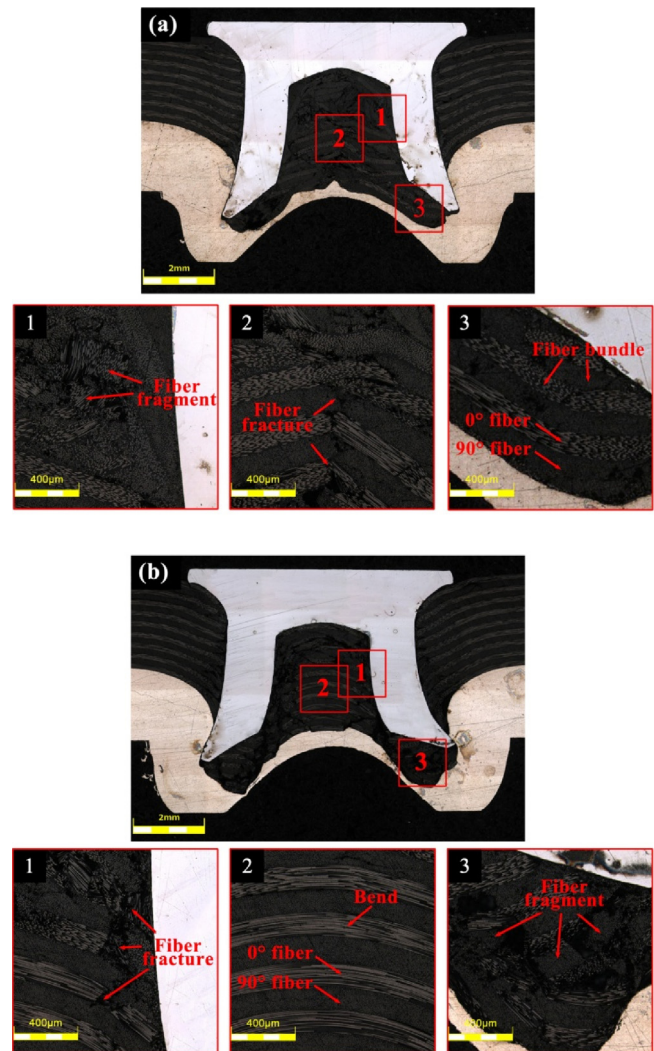 (a)
1
2
3
2mm
1
Fiber
fragment
400μm
2
Fiber
fracture
400μm
3
Fiber bundle
0° fiber
90° fiber
400μm
(b)
1
2
3
2mm
1
Fiber
fracture
400μm
2
Bend
0° fiber
90° fiber
400μm
3
Fiber
fragment